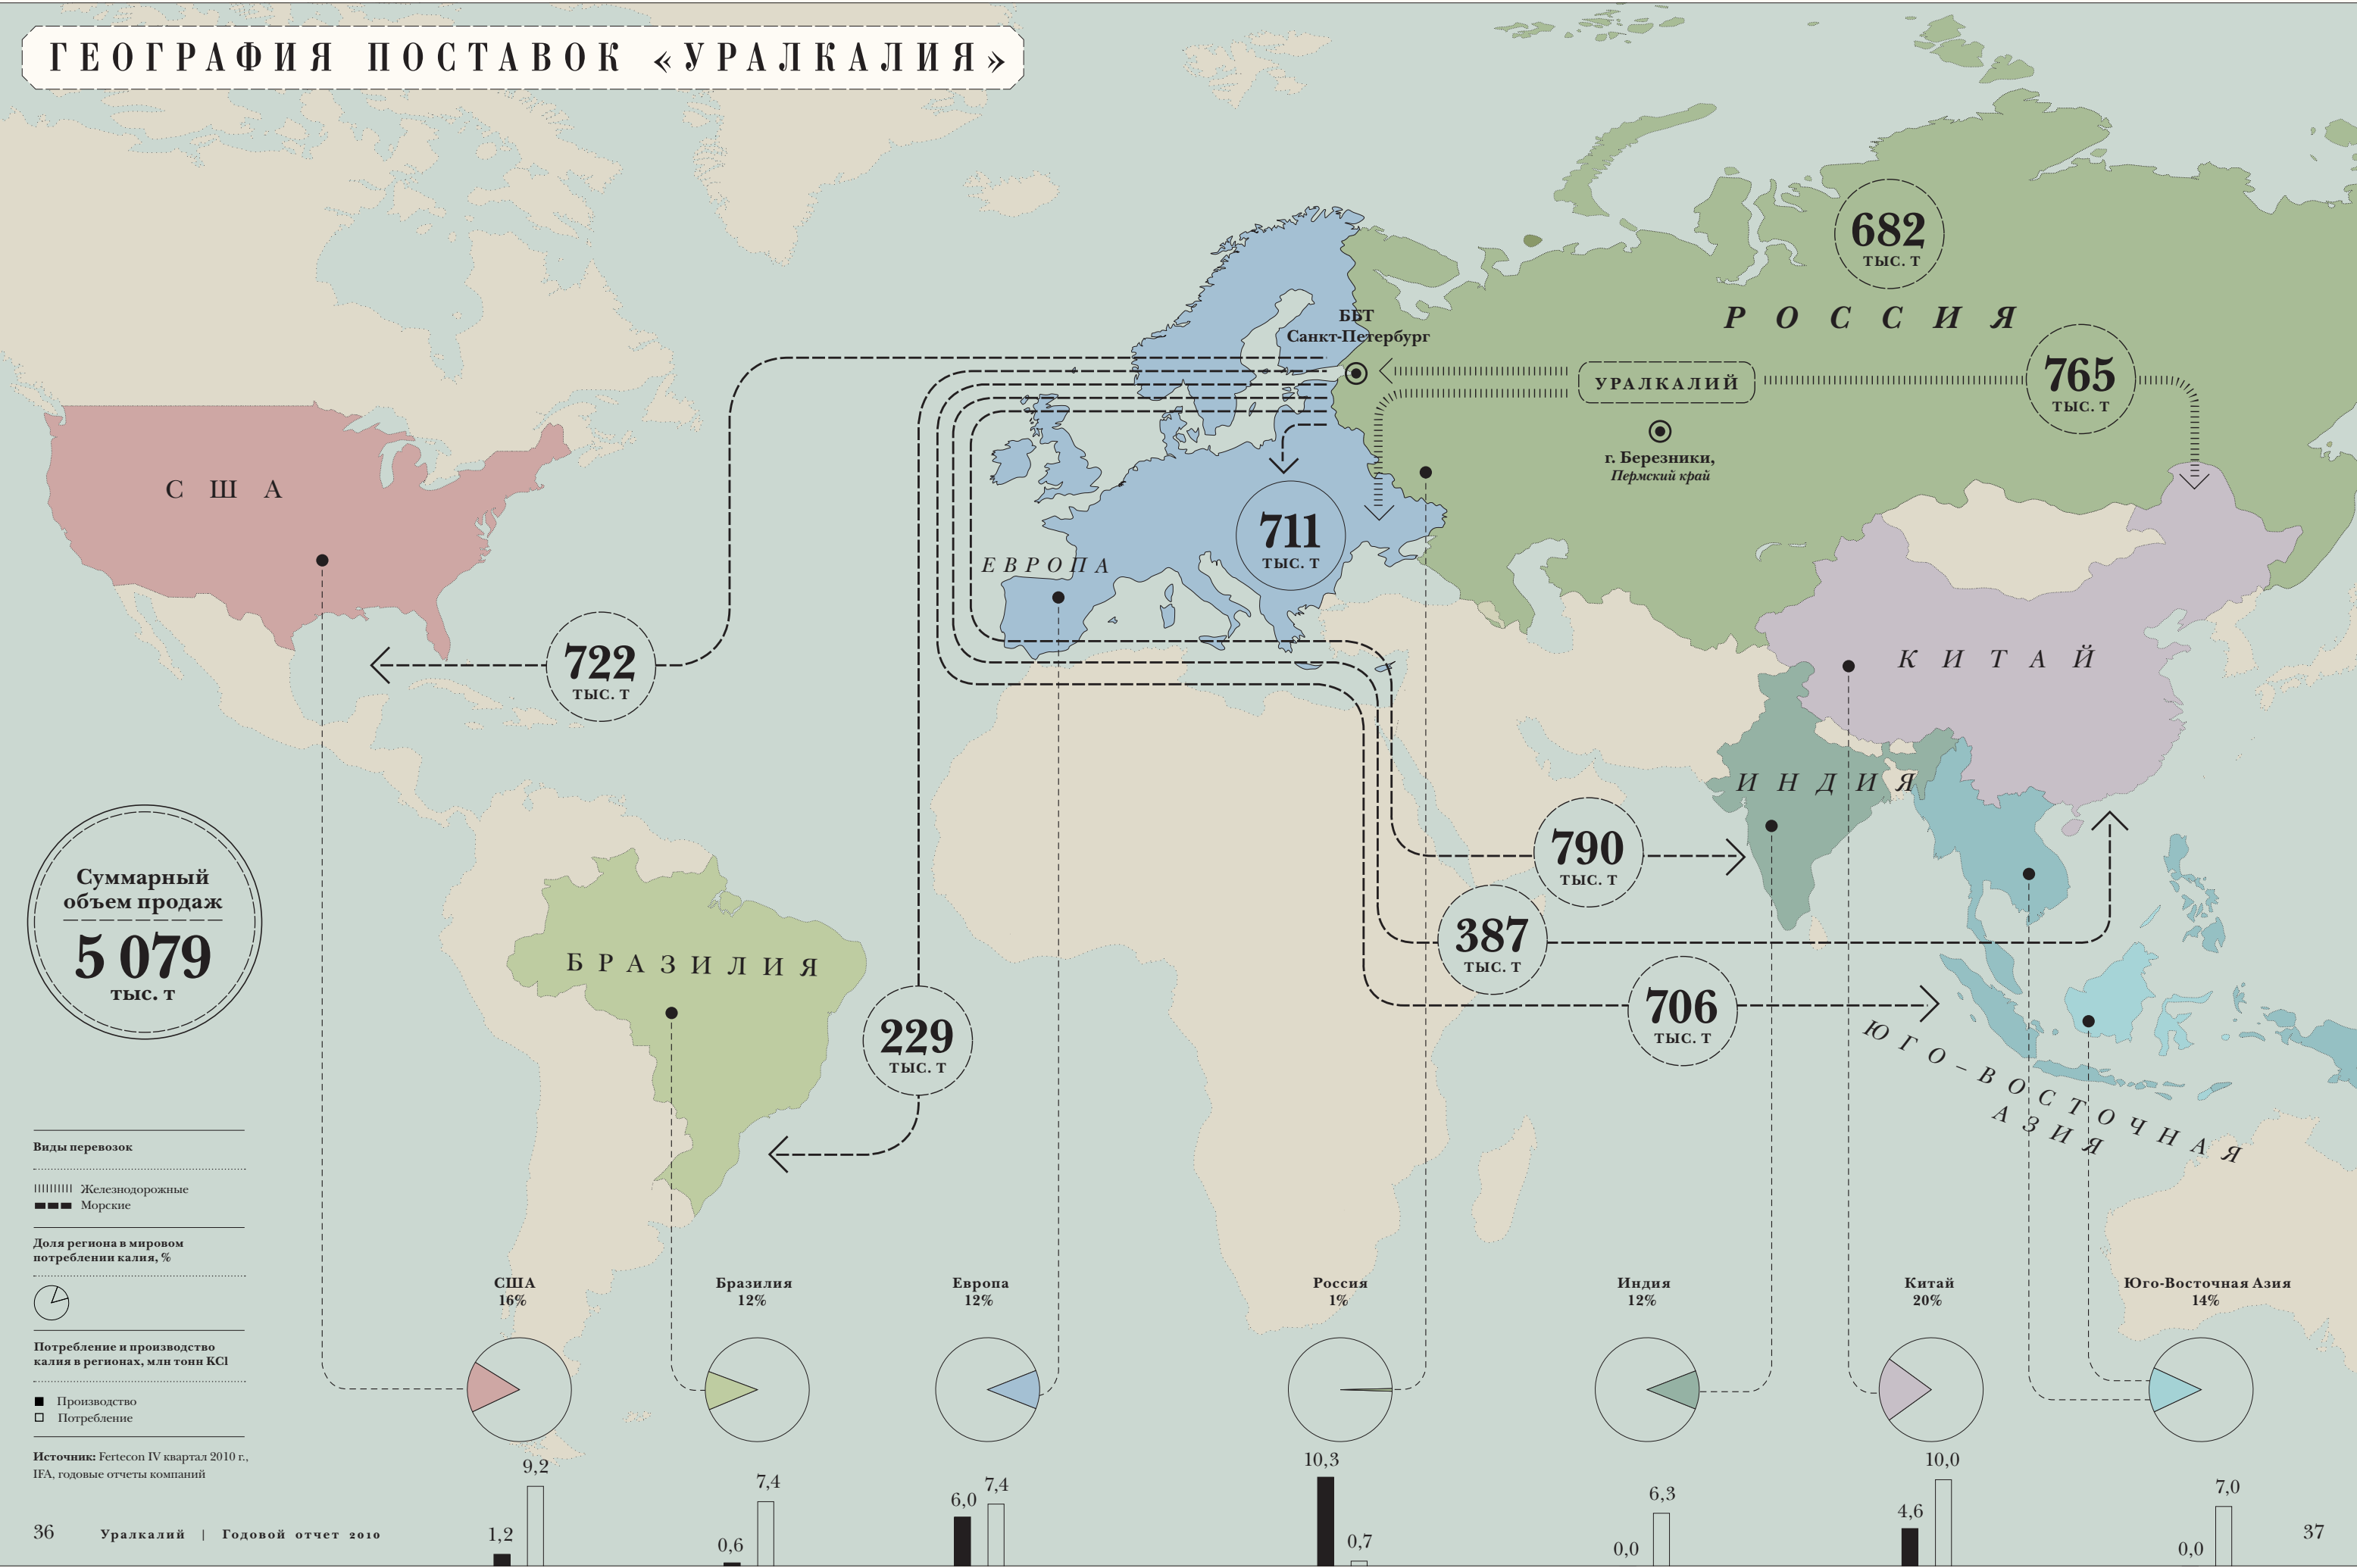 ГЕОГРАФИЯ ПОСТАВОК «УРАЛКАЛИЯ»
682
ТЫС. Т
РОССИЯ
ББТ
Санкт-Петербург
УРАЛКАЛИЙ
765
ТЫС. Т
г. Березники,
Пермский край
США
711
ТЫС. Т
ЕВРОПА
722
ТЫС. Т
КИТАЙ
ИНДИЯ
790
ТЫС. Т
Суммарный
объем продаж
5 079
тыс. т
БРАЗИЛИЯ
387
ТЫС. Т
229
ТЫС. Т
706
ТЫС. Т
ЮГО-ВОСТОЧНАЯ
АЗИЯ
Виды перевозок
Железнодорожные
Морские
Доля региона в мировом
потреблении калия, %
Потребление и производство
калия в регионах, млн тонн KCl
Производство
Потребление
Источник: Fertecon IV квартал 2010 г.,
IFA, годовые отчеты компаний
США
16%
Бразилия
12%
Европа
12%
Россия
1%
Индия
12%
Китай
20%
Юго-Восточная Азия
14%
1,2
9,2
0,6
7,4
6,0
7,4
10,3
0,7
0,0
6,3
4,6
10,0
0,0
7,0
36
Уралкалий | Годовой отчет 2010
37